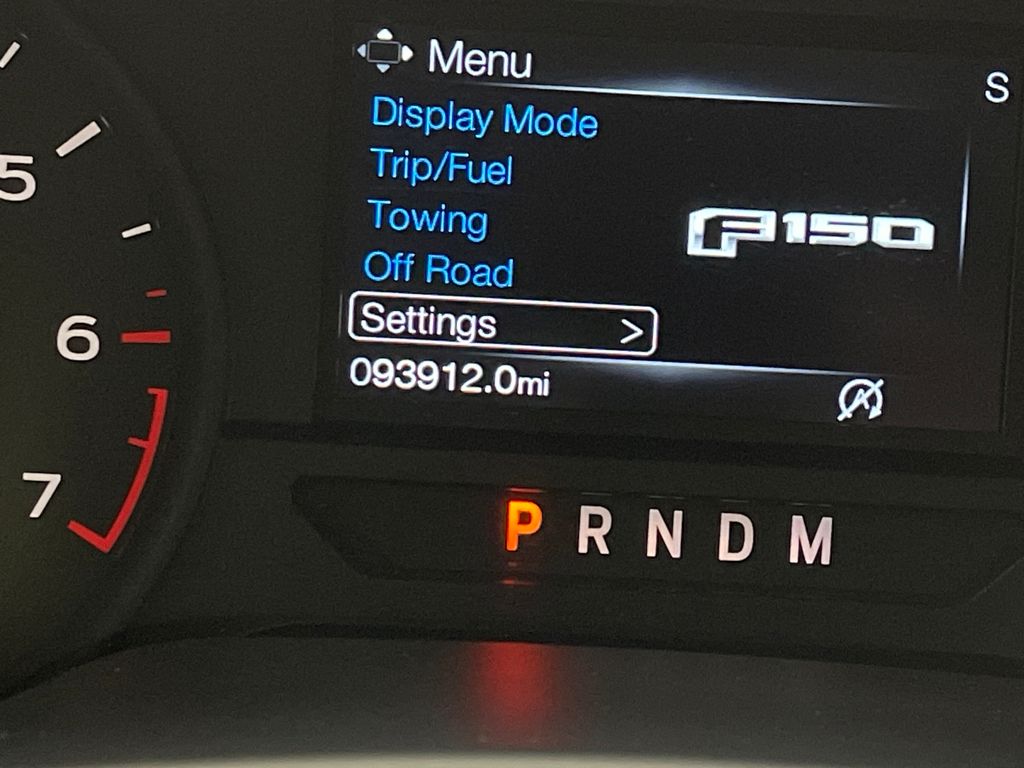 Menu
S
Display Mode
Trip/Fuel
Towing
Off Road
F150
Settings >
093912.0mi
5
6
7
P R N D M